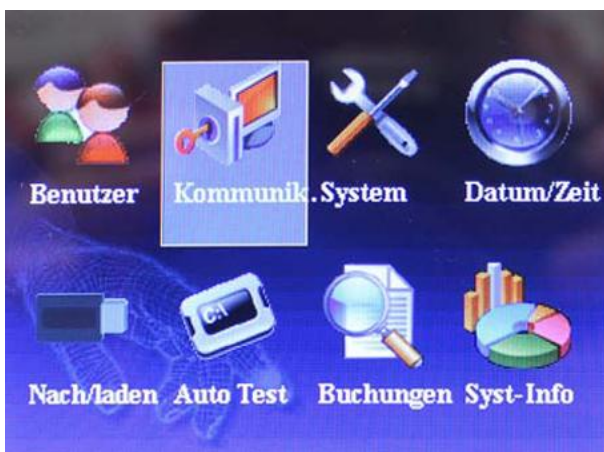 Benutzer Kommunik. System Datum/Zeit
C:\
Nach/laden Auto Test Buchungen Syst-Info